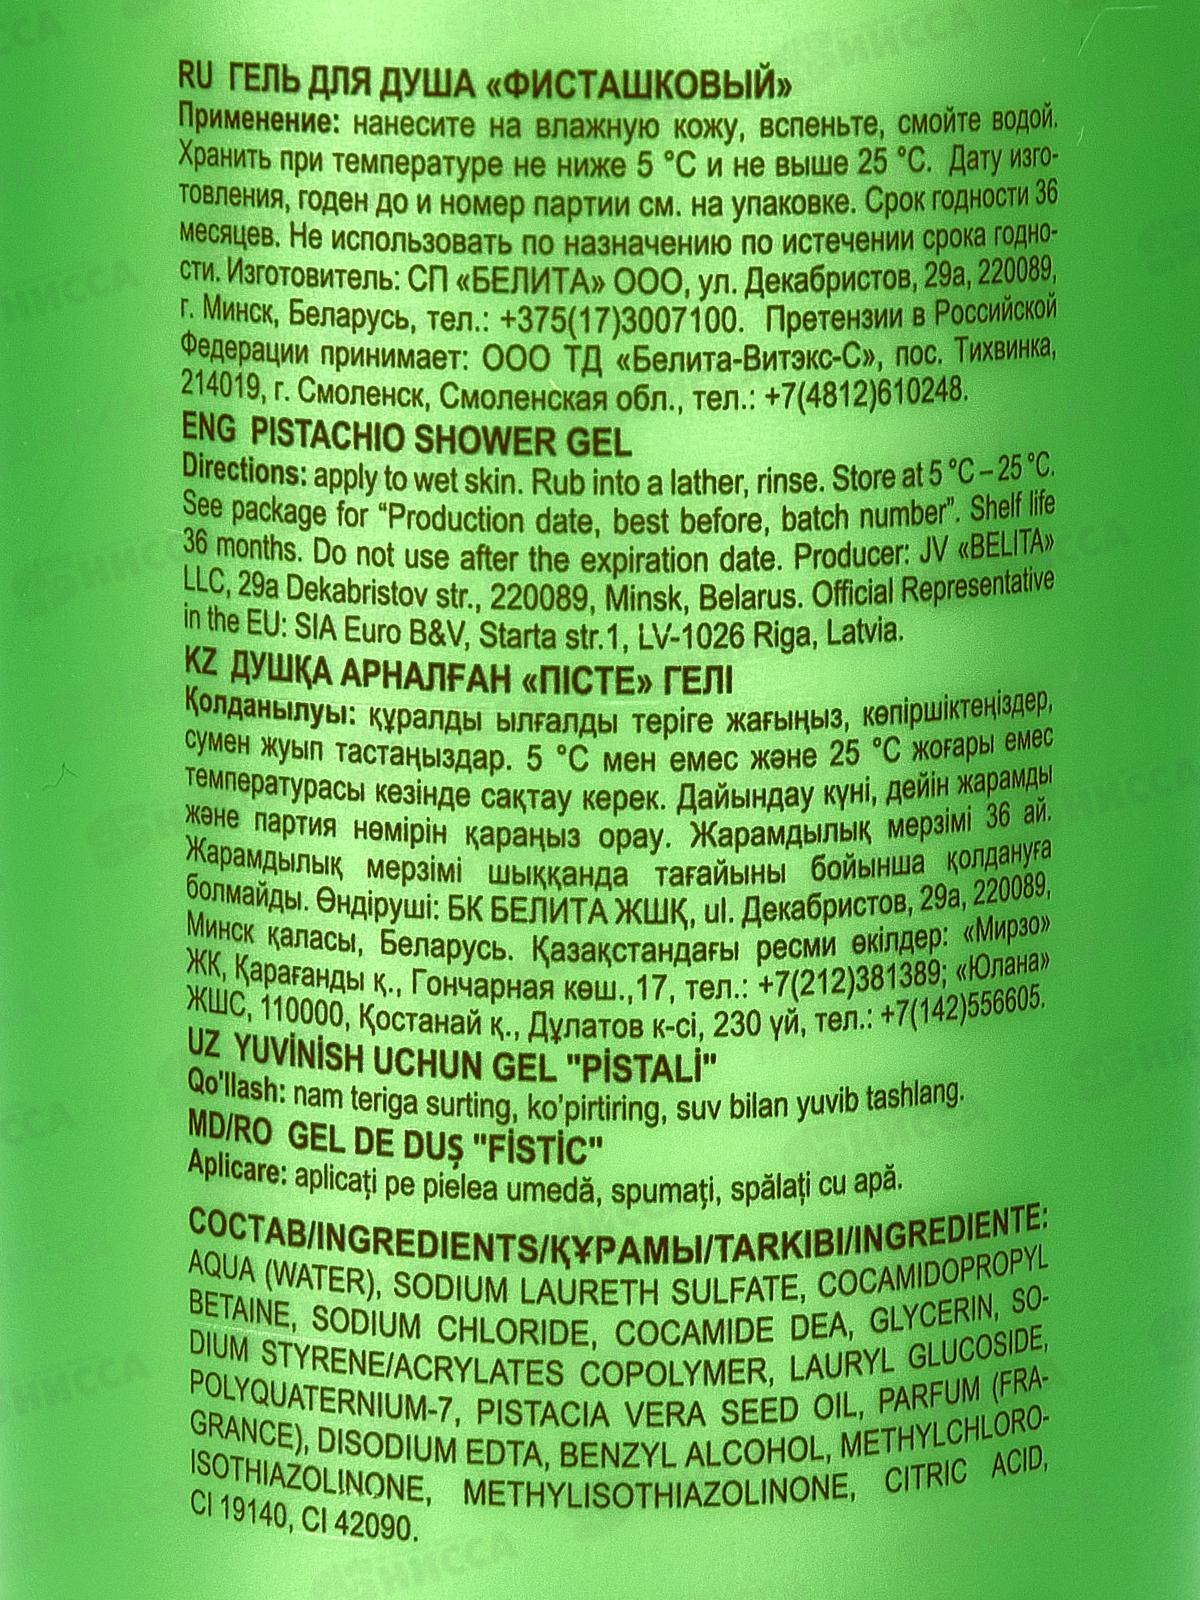 RU ГЕЛЬ ДЛЯ ДУША «ФИСТАШКОВЫЙ»
Применение: нанесите на влажную кожу, вспеньте, смойте водой.
Хранить при температуре не ниже 5 °C и не выше 25 °C. Дату изго-
товления, годен до и номер партии см. на упаковке. Срок годности 36
месяцев. Не использовать по назначению по истечении срока годно-
сти. Изготовитель: СП «БЕЛИТА» ООО, ул. Декабристов, 29а, 220089,
г. Минск, Беларусь, тел.: +375(17)3007100. Претензии в Российской
Федерации принимает: ООО ТД «Белита-Витэкс-С», пос. Тихвинка,
214019, г. Смоленск, Смоленская обл., тел.: +7(4812)610248.
ENG PISTACHIO SHOWER GEL
Directions: apply to wet skin. Rub into a lather, rinse. Store at 5 °C – 25 °C.
See package for “Production date, best before, batch number”. Shelf life
36 months. Do not use after the expiration date. Producer: JV «BELITA»
LLC, 29a Dekabristov str., 220089, Minsk, Belarus. Official Representative
in the EU: SIA Euro B&V, Starta str.1, LV-1026 Riga, Latvia.
KZ ДУШҚА АРНАЛҒАН «ПІСТЕ» ГЕЛІ
Қолданылуы: құралды ылғалды теріге жағыңыз, көпіршіктеңіздер,
сумен жуып тастаңыздар. 5 °C мен емес және 25 °C жоғары емес
температурасы кезінде сақтау керек. Дайындау күні, дейін жарамды
және партия нөмірін қараңыз орау. Жарамдылық мерзімі 36 ай.
Жарамдылық мерзімі шыққанда тағайыны бойынша қолдануға
болмайды. Өндіруші: БК БЕЛИТА ЖШҚ, ul. Декабристов, 29а, 220089,
Минск қаласы, Беларусь. Қазақстандағы ресми өкілдер: «Мирзо»
ЖК, Қарағанды қ., Гончарная көш.,17, тел.: +7(212)381389; «Юлана»
ЖШС, 110000, Қостанай қ., Дұлатов к-сі, 230 үй, тел.: +7(142)556605.
UZ YUVİNİSH UCHUN GEL "PİSTALİ"
Qo'llash: nam teriga surting, ko’pirtiring, suv bilan yuvib tashlang.
MD/RO GEL DE DUȘ "FİSTİC"
Aplicare: aplicați pe pielea umedă, spumați, spălați cu apă.
СОСТАВ/INGREDIENTS/ҚҰРАМЫ/TARKIBI/INGREDIENTE:
AQUA (WATER), SODIUM LAURETH SULFATE, COCAMIDOPROPYL
BETAINE, SODIUM CHLORIDE, COCAMIDE DEA, GLYCERIN, SO-
DIUM STYRENE/ACRYLATES COPOLYMER, LAURYL GLUCOSIDE,
POLYQUATERNIUM-7, PISTACIA VERA SEED OIL, PARFUM (FRA-
GRANCE), DISODIUM EDTA, BENZYL ALCOHOL, METHYLCHLORO-
ISOTHIAZOLINONE, METHYLISOTHIAZOLINONE, CITRIC ACID,
CI 19140, CI 42090.